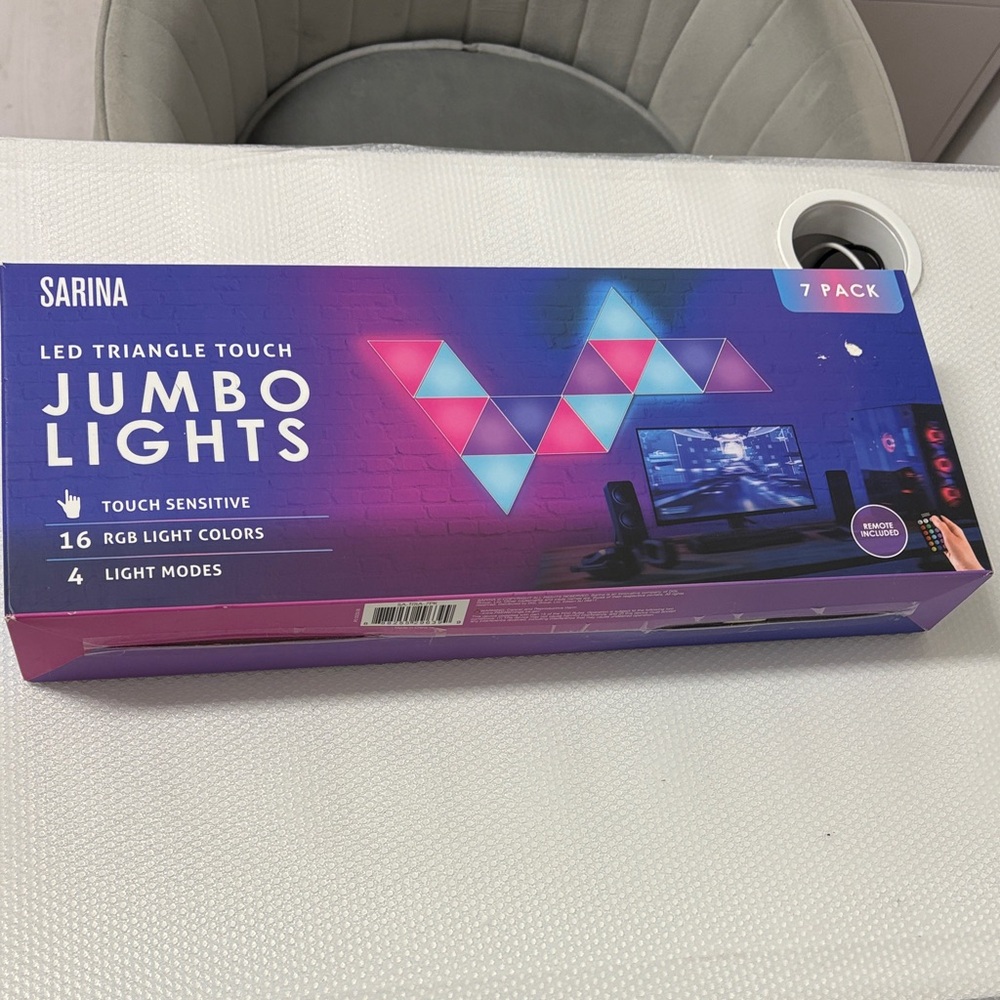 SARINA
7 PACK
LED TRIANGLE TOUCH
JUMBO
LIGHTS
TOUCH SENSITIVE
16 RGB LIGHT COLORS
4 LIGHT MODES
REMOTE
INCLUDED